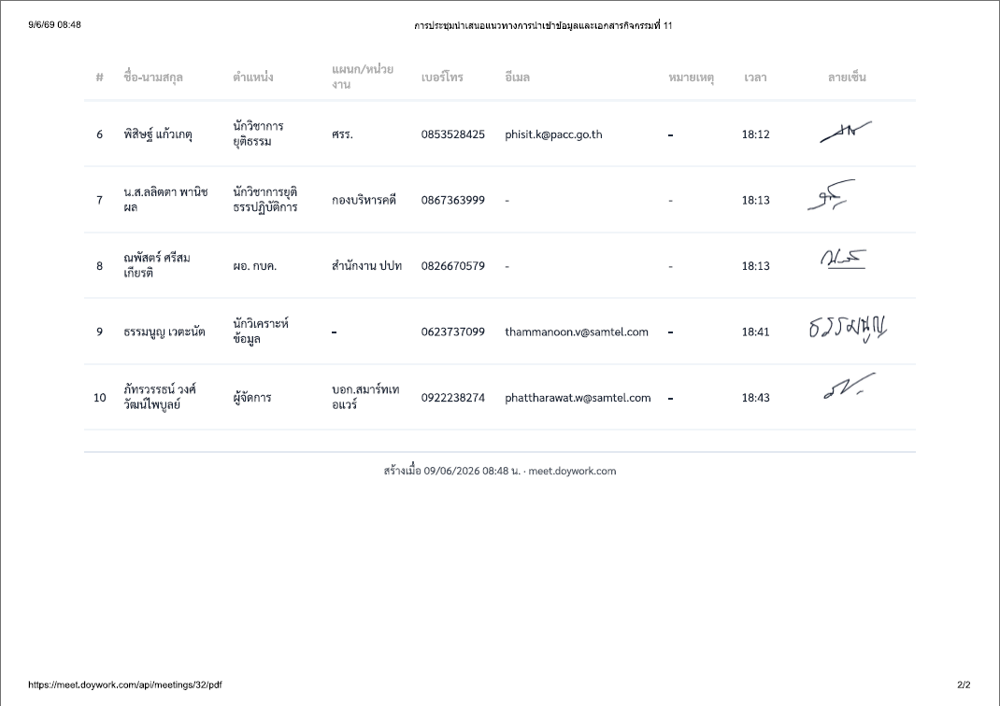 9/6/69 08:48
การประชุมนำเสนอแนวทางการนำเข้าข้อมูลและเอกสารกิจกรรมที่ 11
# ชื่อ-นามสกุล ตำแหน่ง แผนก/หน่วย เบอร์โทร อีเมล หมายเหตุ เวลา ลายเซ็น
งาน
6 พิสิษฐ์ แก้วเกตุ นักวิชาการ ศรร. 0853528425 phisit.k@pacc.go.th - 18:12
ยุติธรรม
7 น.ส.ลลิตตา พานิช นักวิชาการยุติ กองบริหารคดี 0867363999 - - 18:13
ผล ธรรปฏิบัติการ
8 ณพัสตร์ ศรีสม ผอ. กบค. สำนักงาน ปปท 0826670579 - - 18:13
เกียรติ
9 ธรรมนูญ เวตะนัต นักวิเคราะห์ - 0623737099 thammanoon.v@samtel.com - 18:41 ธรรมนูญ
ข้อมูล
10 ภัทรวรรธน์ วงศ์ ผู้จัดการ บอก.สมาร์ทเท 0922238274 phattharawat.w@samtel.com - 18:43
วัฒน์ไพบูลย์ อแวร์
สร้างเมื่อ 09/06/2026 08:48 น. · meet.doywork.com
https://meet.doywork.com/api/meetings/32/pdf
2/2